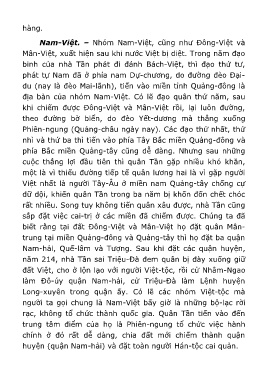 hàng.
Nam-Việt. – Nhóm Nam-Việt, cũng như Đông-Việt và
Mân-Việt, xuất hiện sau khi nước Việt bị diệt. Trong năm đạo
binh của nhà Tần phát đi đánh Bách-Việt, thì đạo thứ tư,
phát tự Nam dã ở phía nam Dự-chương, do đường đèo Đại-
du (nay là đèo Mai-lãnh), tiến vào miền tỉnh Quảng-đông là
địa bàn của nhóm Nam-Việt. Có lẽ đạo quân thứ năm, sau
khi chiếm được Đông-Việt và Mân-Việt rồi, lại luôn đường,
theo đường bờ biển, do đèo Yết-dương mà thẳng xuống
Phiên-ngung (Quảng-châu ngày nay). Các đạo thứ nhất, thứ
nhì và thứ ba thì tiến vào phía Tây Bắc miền Quảng-đông và
phía Bắc miền Quảng-tây cũng dễ dàng. Nhưng sau những
cuộc thắng lợi đầu tiên thì quân Tần gặp nhiều khó khăn,
một là vì thiếu đường tiếp tế quân lương hai là vì gặp người
Việt nhất là người Tây-Âu ở miền nam Quảng-tây chống cự
dữ dội, khiến quân Tần trong ba năm bị khốn đốn chết chóc
rất nhiều. Song tuy không tiến quân xâu được, nhà Tần cũng
sắp đặt việc cai-trị ở các miền đã chiếm được. Chúng ta đã
biết rằng tại đất Đông-Việt và Mân-Việt họ đặt quận Mân-
trung tại miền Quảng-đông và Quảng-tây thì họ đặt ba quận
Nam-hải, Quế-lâm và Tượng. Sau khi đặt các quận huyện,
năm 214, nhà Tần sai Triệu-Đà đem quân bị đày xuống giữ
đất Việt, cho ở lộn lạo với người Việt-tộc, rồi cử Nhâm-Ngao
làm Đô-úy quận Nam-hải, cử Triệu-Đà làm Lệnh huyện
Long-xuyên trong quận ấy. Có lẽ các nhóm Việt-tộc mà
người ta gọi chung là Nam-Việt bấy giờ là những bộ-lạc rời
rạc, không tổ chức thành quốc gia. Quân Tần tiến vào đến
trung tâm điểm của họ là Phiên-ngung tổ chức việc hành
chính ở đó rất dễ dàng, chia đất mới chiếm thành quận
huyện (quận Nam-hải) và đặt toàn người Hán-tộc cai quản.